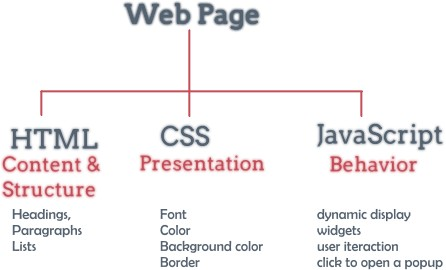 Web Page
HTML
Content &
Structure
Headings,
Paragraphs
Lists
CSS
Presentation
Font
Color
Background color
Border
JavaScript
Behavior
dynamic display
widgets
user iteraction
click to open a popup